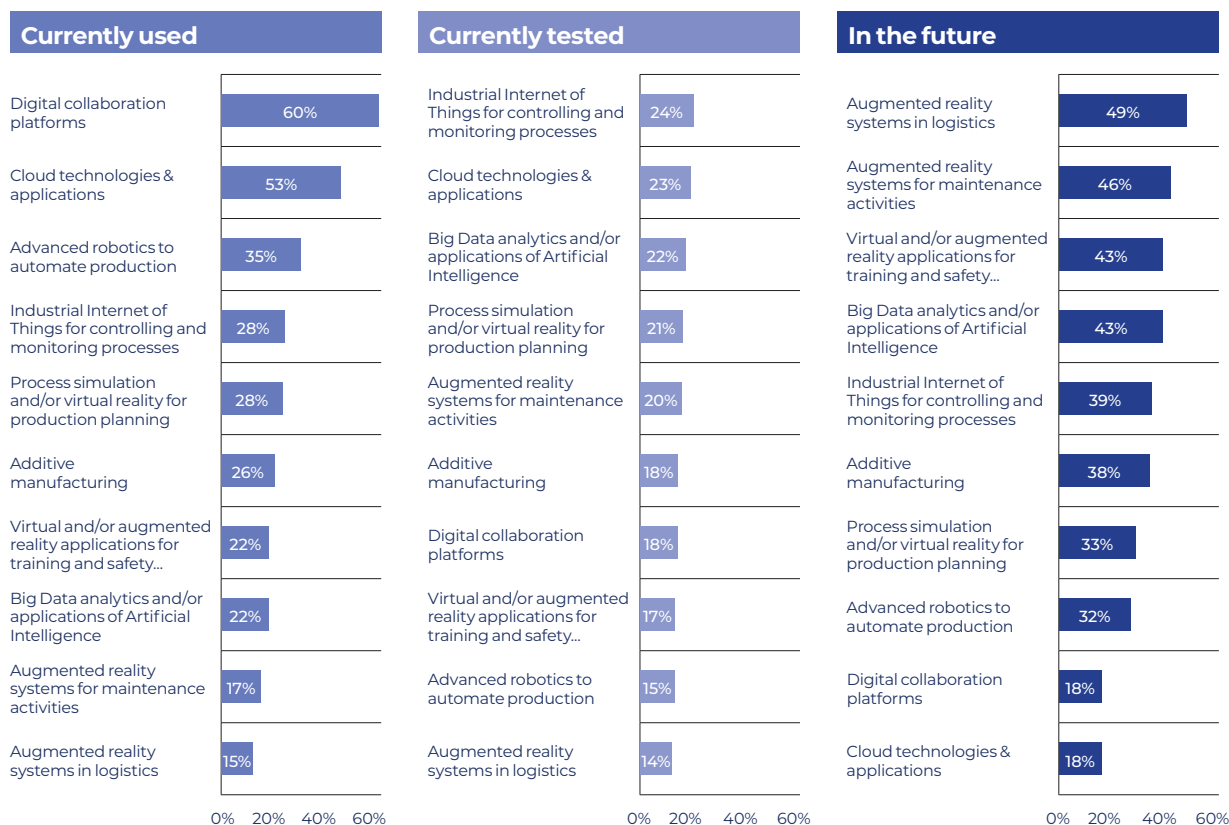 Currently used
Digital collaboration
platforms
60%
Cloud technologies &
applications
53%
Advanced robotics to
automate production
35%
Industrial Internet of
Things for controlling and
monitoring processes
28%
Process simulation
and/or virtual reality for
production planning
28%
Additive
manufacturing
26%
Virtual and/or augmented
reality applications for
training and safety...
22%
Big Data analytics and/or
applications of Artificial
Intelligence
22%
Augmented reality
systems for maintenance
activities
17%
Augmented reality
systems in logistics
15%
0% 20% 40% 60%
Currently tested
Industrial Internet of
Things for controlling and
monitoring processes
24%
Cloud technologies &
applications
23%
Big Data analytics and/or
applications of Artificial
Intelligence
22%
Process simulation
and/or virtual reality for
production planning
21%
Augmented reality
systems for maintenance
activities
20%
Additive
manufacturing
18%
Digital collaboration
platforms
18%
Virtual and/or augmented
reality applications for
training and safety...
17%
Advanced robotics to
automate production
15%
Augmented reality
systems in logistics
14%
0% 20% 40% 60%
In the future
Augmented reality
systems in logistics
49%
Augmented reality
systems for maintenance
activities
46%
Virtual and/or augmented
reality applications for
training and safety...
43%
Big Data analytics and/or
applications of Artificial
Intelligence
43%
Industrial Internet of
Things for controlling and
monitoring processes
39%
Additive
manufacturing
38%
Process simulation
and/or virtual reality for
production planning
33%
Advanced robotics to
automate production
32%
Digital collaboration
platforms
18%
Cloud technologies &
applications
18%
0% 20% 40% 60%